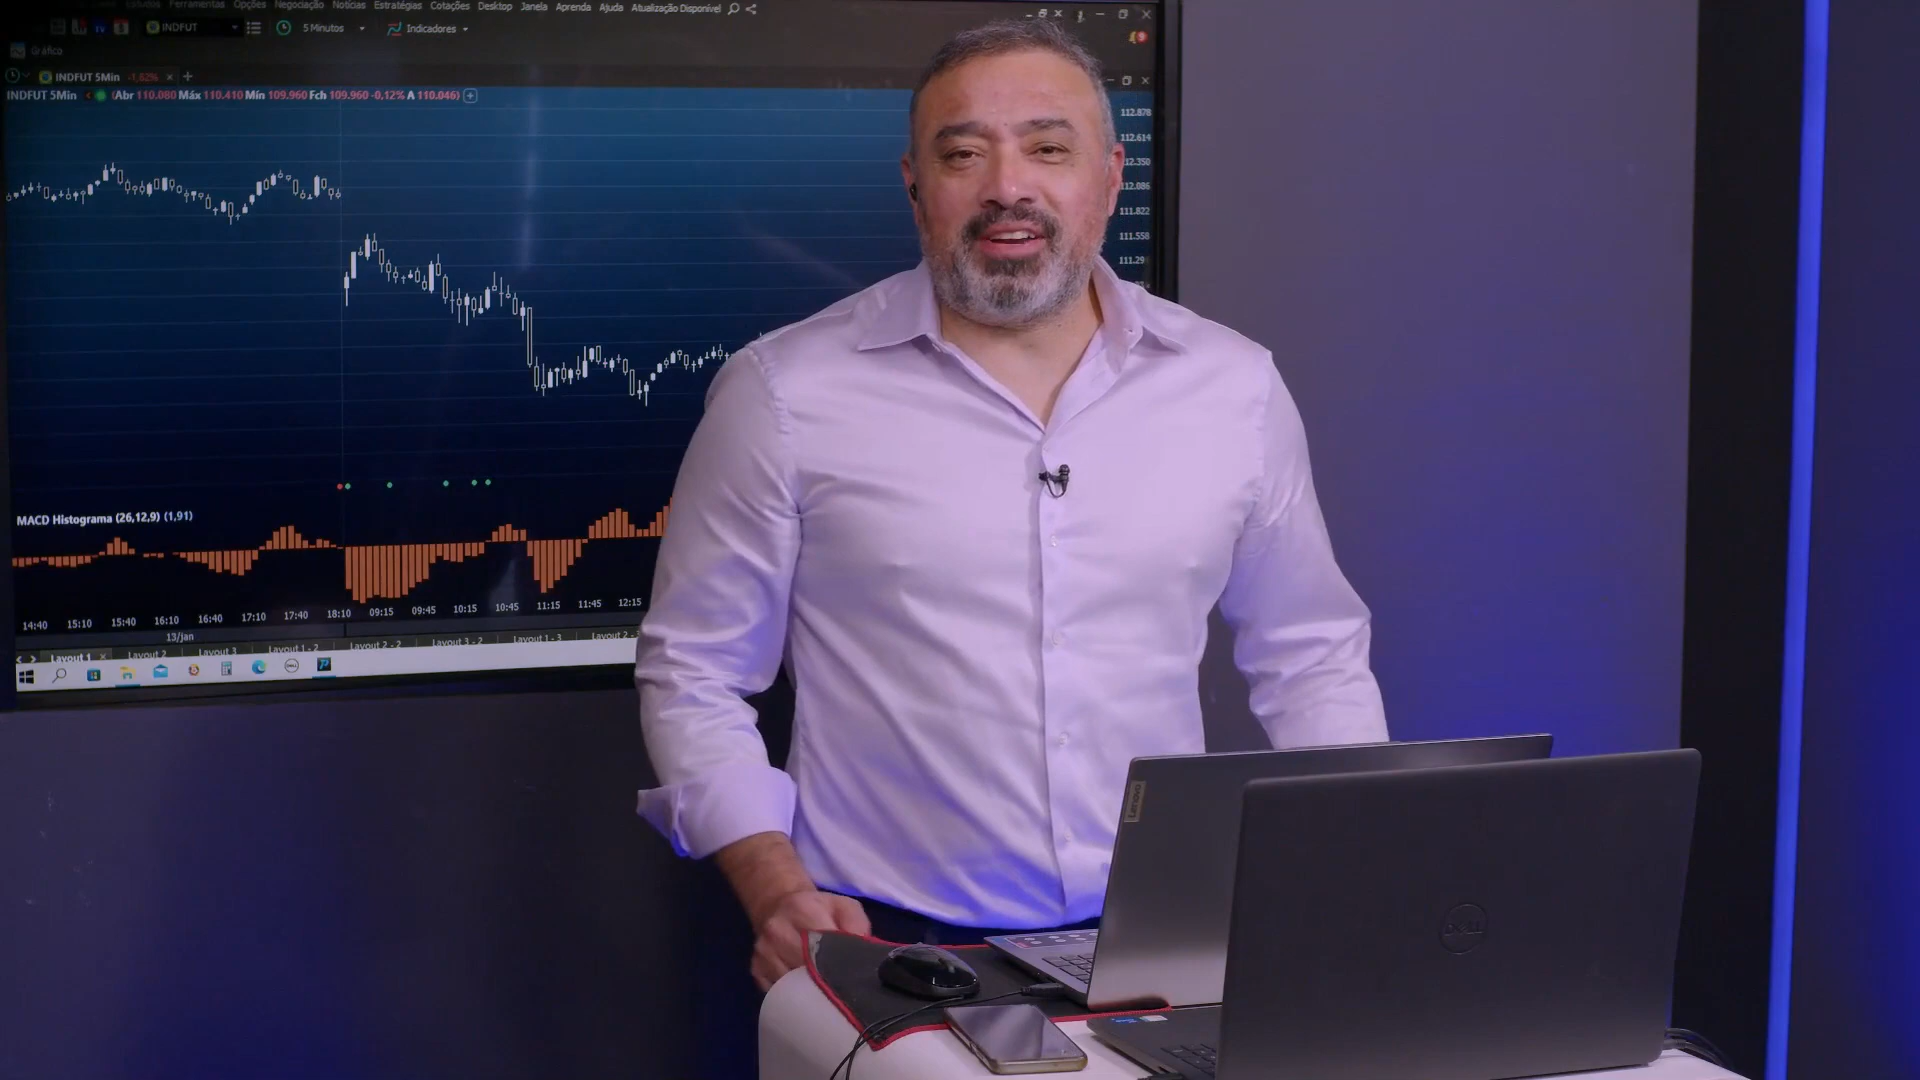 Estudos Ferramentas Opções Negociação Notícias Estratégias Cotações Desktop Janela Aprenda Ajuda Atualização Disponível
INDFUT 5 Minutos Indicadores
9
Gráfico
INDFUT 5Min -1,62%
INDFUT 5Min (Abr 110.080 Máx 110.410 Mín 109.960 Fch 109.960 -0,12% A 110.046)
112.878
112.614
112.350
112.086
111.822
111.558
111.29
MACD Histograma (26,12,9) (1,91)
14:40 15:10 15:40 16:10 16:40 17:10 17:40 18:10 09:15 09:45 10:15 10:45 11:15 11:45 12:15
13/jan
Layout 1 Layout 2 Layout 3 Layout 1 - 2 Layout 2 - 2 Layout 3 - 2 Layout 1 - 3 Layout 2 - 3
Lenovo
DELL